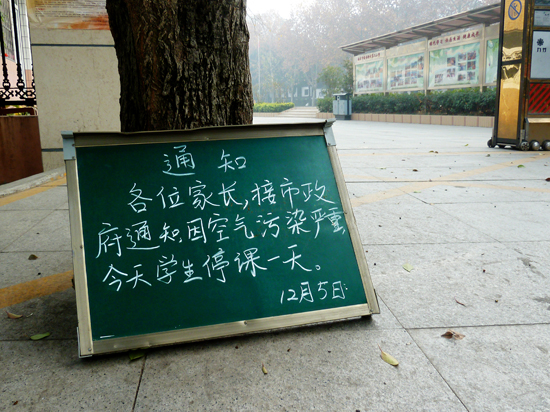 通知
各位家长,接市政
府通知因空气污染严重
今天学生停课一天。
12月5日